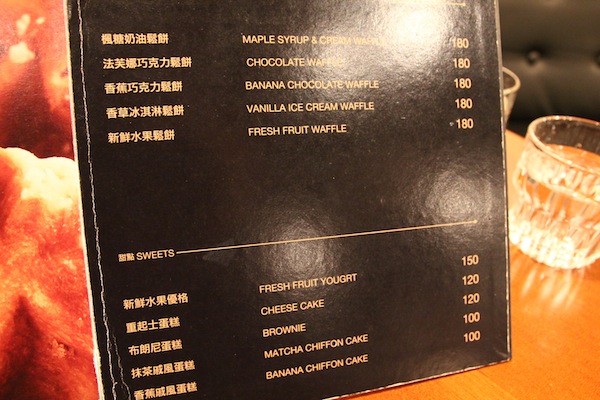 楓糖奶油鬆餅 MAPLE SYRUP & CREAM WAFFLE 180
法芙娜巧克力鬆餅 CHOCOLATE WAFFLE 180
香蕉巧克力鬆餅 BANANA CHOCOLATE WAFFLE 180
香草冰淇淋鬆餅 VANILLA ICE CREAM WAFFLE 180
新鮮水果鬆餅 FRESH FRUIT WAFFLE 180
甜點 SWEETS
新鮮水果優格 FRESH FRUIT YOUGRT 150
重起士蛋糕 CHEESE CAKE 120
布朗尼蛋糕 BROWNIE 120
抹茶戚風蛋糕 MATCHA CHIFFON CAKE 100
香蕉戚風蛋糕 BANANA CHIFFON CAKE 100